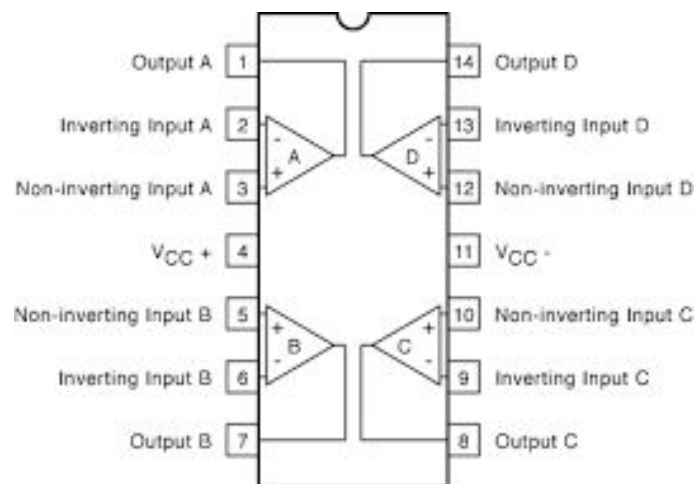 Output A 1 14 Output D
Inverting Input A 2 13 Inverting Input D
- -
A D
+ +
Non-inverting Input A 3 12 Non-inverting Input D
VCC + 4 11 VCC -
Non-inverting Input B 5 10 Non-inverting Input C
+ +
B C
- -
Inverting Input B 6 9 Inverting Input C
Output B 7 8 Output C